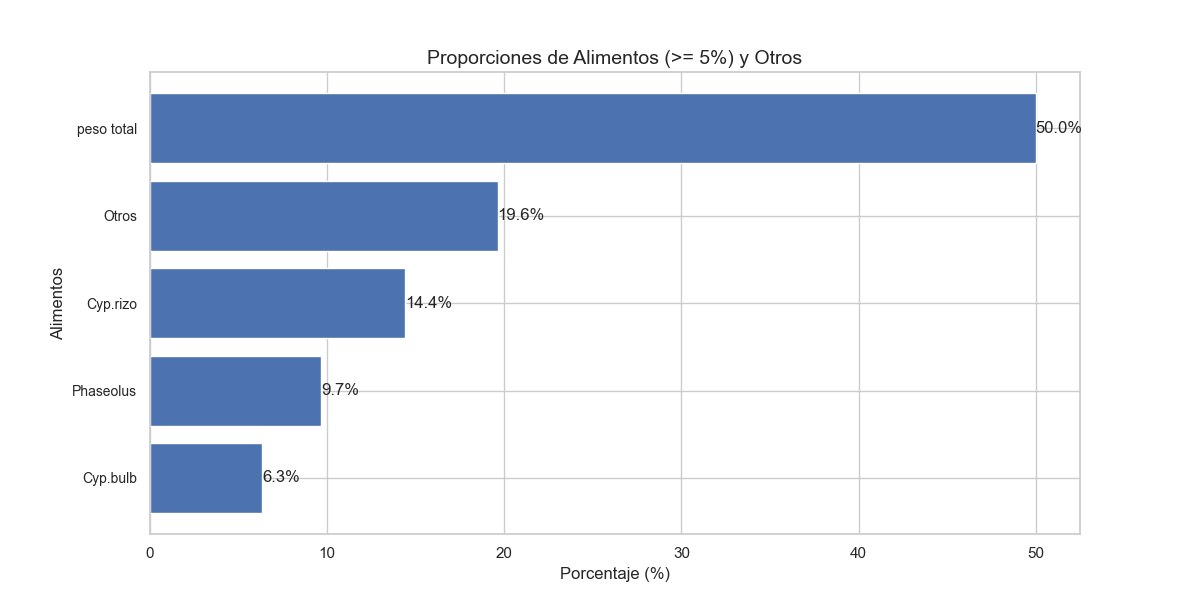 Proporciones de Alimentos (>= 5%) y Otros
peso total
50.0%
Otros
19.6%
Cyp.rizo
14.4%
Phaseolus
9.7%
Cyp.bulb
6.3%
Alimentos
0 10 20 30 40 50
Porcentaje (%)